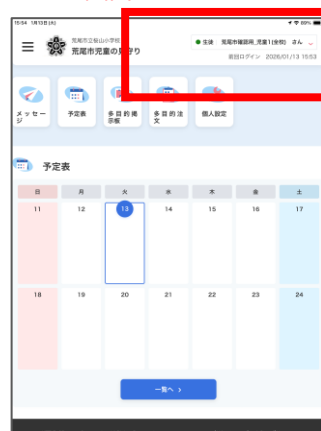 15:54 1月13日(火)
89%
荒尾市立桜山小学校
荒尾市児童の見守り
生徒 荒尾市確認用_児童1(全校) さん
前回ログイン 2026/01/13 15:53
メッセージ
予定表
多目的掲示板
多目的注文
個人設定
予定表
日 月 火 水 木 金 土
11 12 13 14 15 16 17
18 19 20 21 22 23 24
一覧へ ›